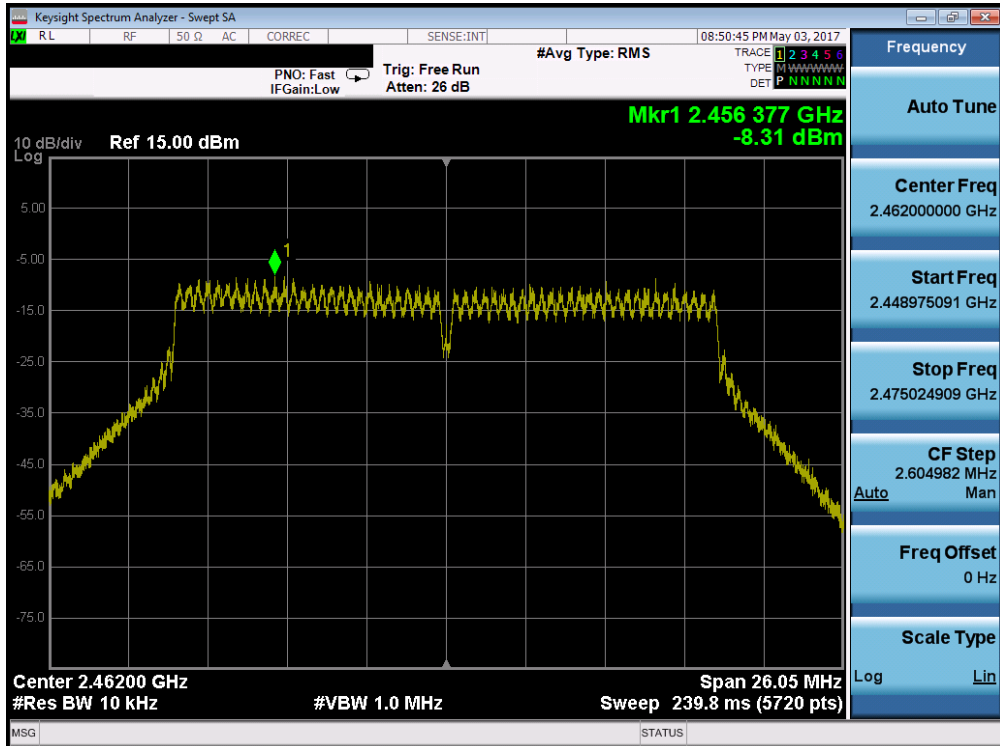 Keysight Spectrum Analyzer - Swept SA
LXI RL RF 50 Ω AC CORREC SENSE:INT 08:50:45 PM May 03, 2017
#Avg Type: RMS
TRACE 1 2 3 4 5 6
TYPE M WWWWW
DET P N N N N N
PNO: Fast
IFGain:Low
Trig: Free Run
Atten: 26 dB
Mkr1 2.456 377 GHz
-8.31 dBm
10 dB/div Ref 15.00 dBm
Log
5.00
-5.00
-15.0
-25.0
-35.0
-45.0
-55.0
-65.0
-75.0
1
Center 2.46200 GHz
Span 26.05 MHz
#Res BW 10 kHz
#VBW 1.0 MHz
Sweep 239.8 ms (5720 pts)
MSG
STATUS
Frequency
Auto Tune
Center Freq
2.462000000 GHz
Start Freq
2.448975091 GHz
Stop Freq
2.475024909 GHz
CF Step
2.604982 MHz
Auto Man
Freq Offset
0 Hz
Scale Type
Log Lin